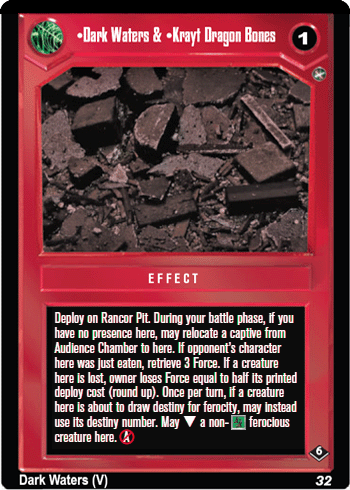 •Dark Waters & •Krayt Dragon Bones
1
EFFECT
Deploy on Rancor Pit. During your battle phase, if you
have no presence here, may relocate a captive from
Audience Chamber to here. If opponent's character
here was just eaten, retrieve 3 Force. If a creature
here is lost, owner loses Force equal to half its printed
deploy cost (round up). Once per turn, if a creature
here is about to draw destiny for ferocity, may instead
use its destiny number. May ▼ a non- ferocious
creature here. A
6
Dark Waters (V)
32